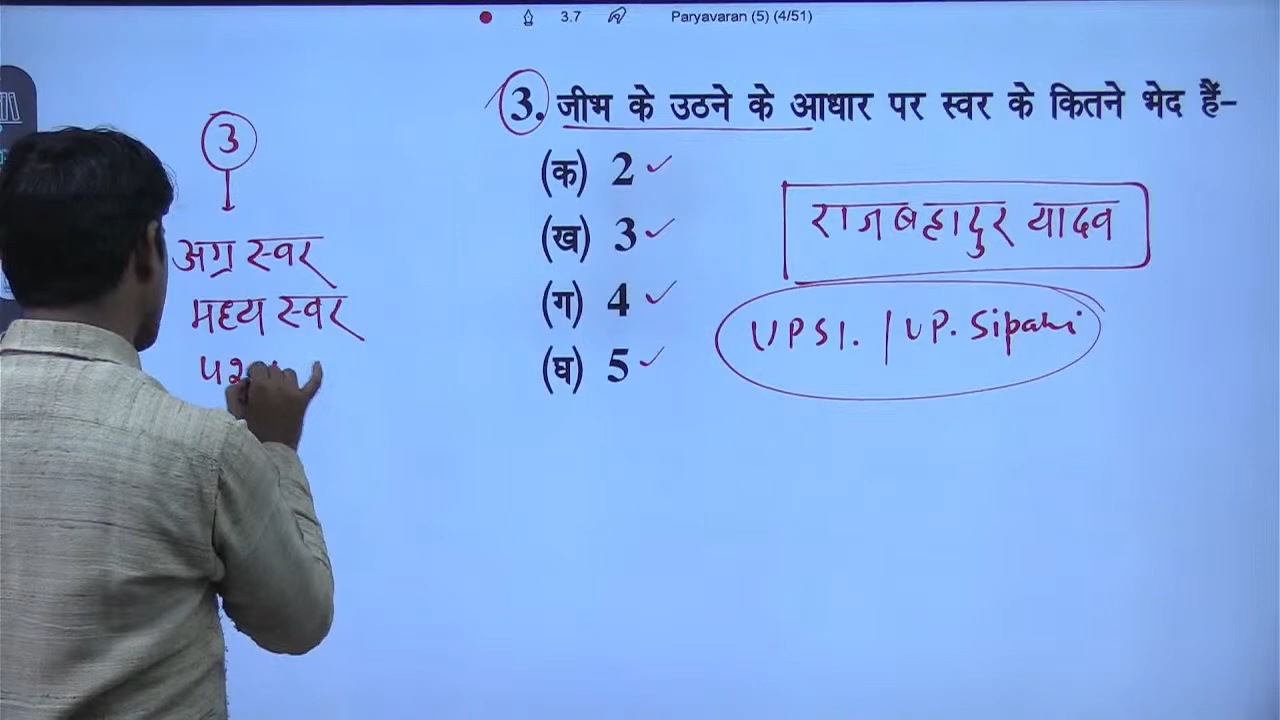 3.7 Paryavaran (5) (4/51)
3. जीभ के उठने के आधार पर स्वर के कितने भेद हैं-
(क) 2
(ख) 3
(ग) 4
(घ) 5
राजबहादुर यादव
UPSI. / UP. Sipahi
3
अग्र स्वर
मध्य स्वर